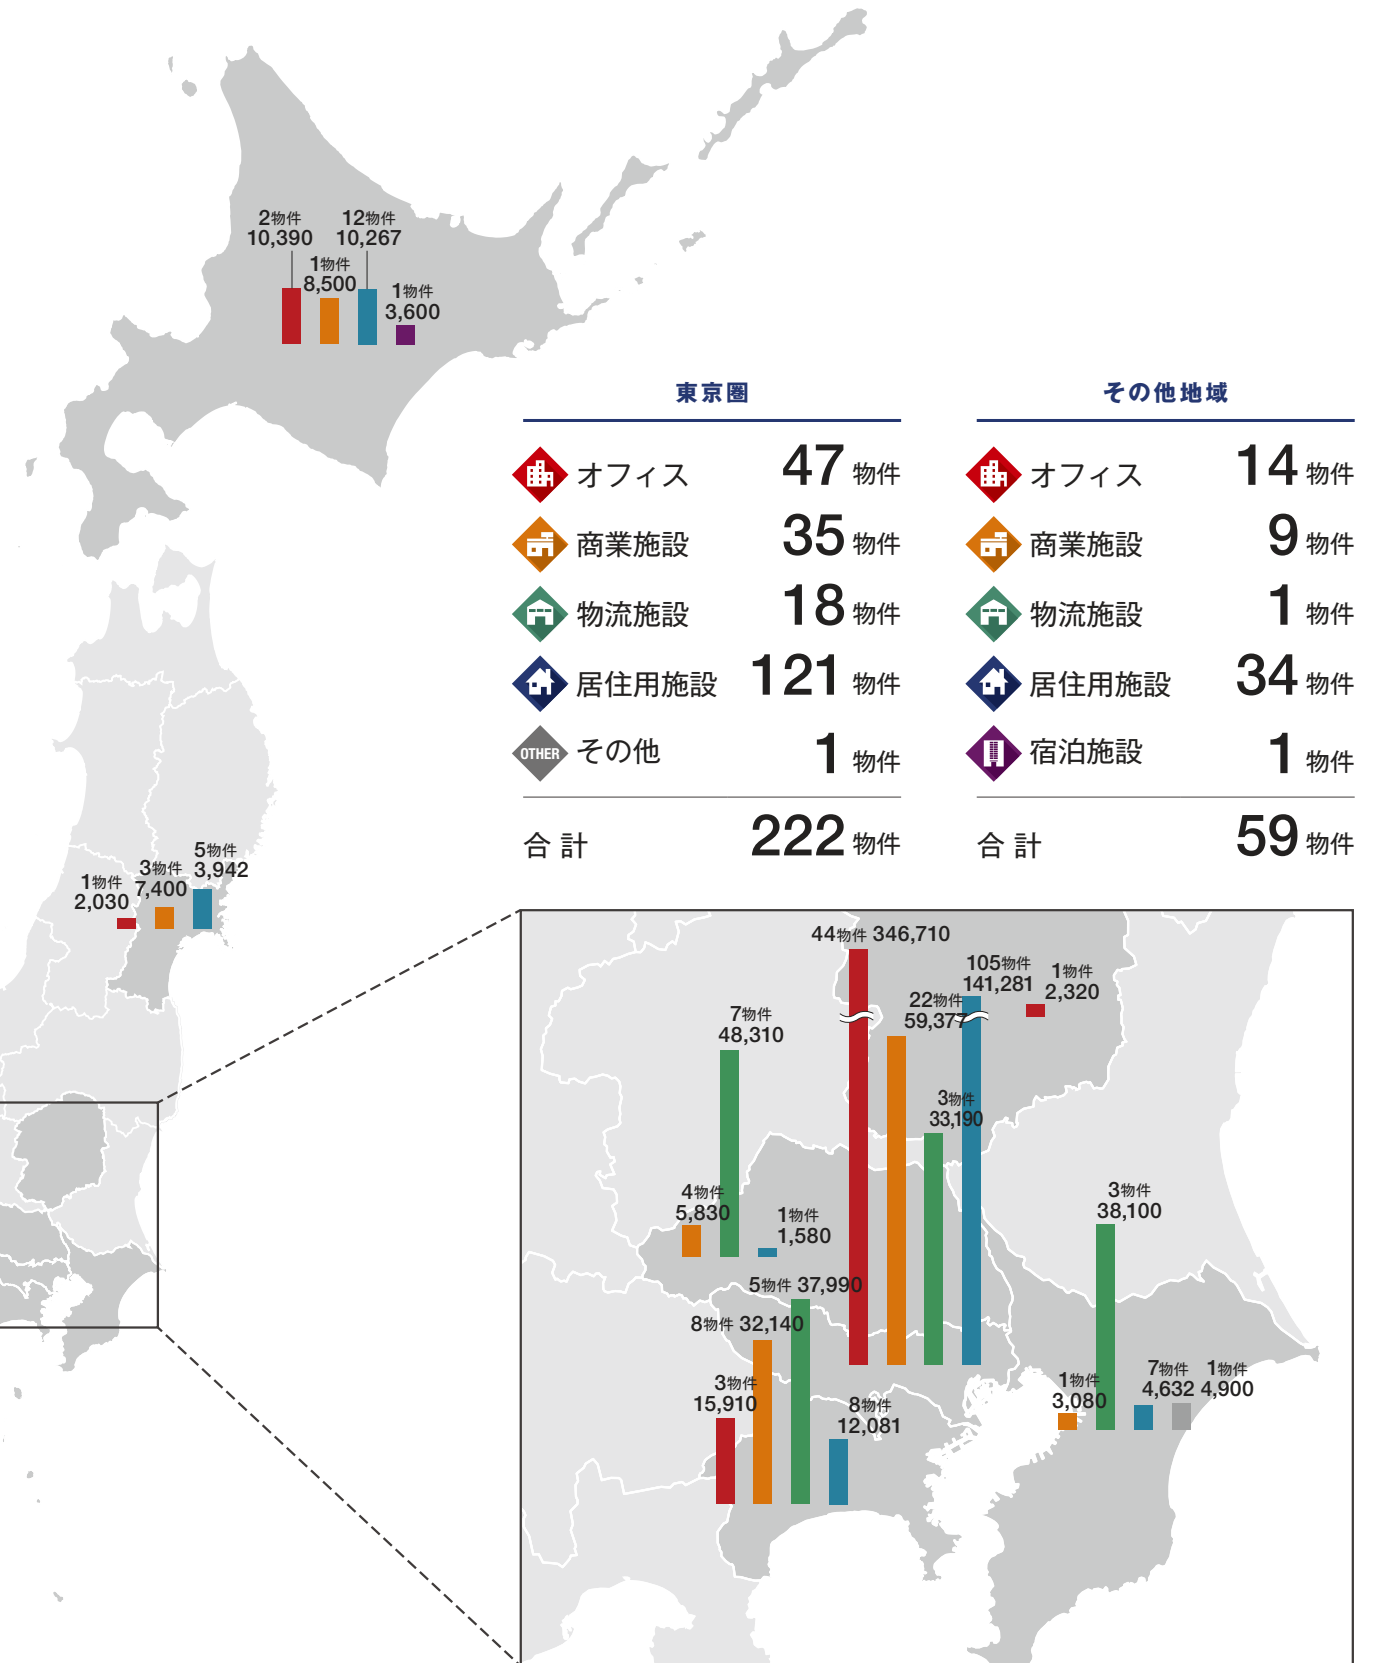 2物件
10,390
12物件
10,267
1物件
8,500
1物件
3,600
東京圏
オフィス 47 物件
商業施設 35 物件
物流施設 18 物件
居住用施設 121 物件
OTHER その他 1 物件
合計 222 物件
その他地域
オフィス 14 物件
商業施設 9 物件
物流施設 1 物件
居住用施設 34 物件
宿泊施設 1 物件
合計 59 物件
1物件
2,030
3物件
7,400
5物件
3,942
44物件 346,710
105物件
141,281
1物件
2,320
22物件
59,377
7物件
48,310
3物件
33,190
4物件
5,830
1物件
1,580
3物件
38,100
5物件 37,990
8物件 32,140
3物件
15,910
8物件
12,081
1物件
3,080
7物件
4,632
1物件
4,900